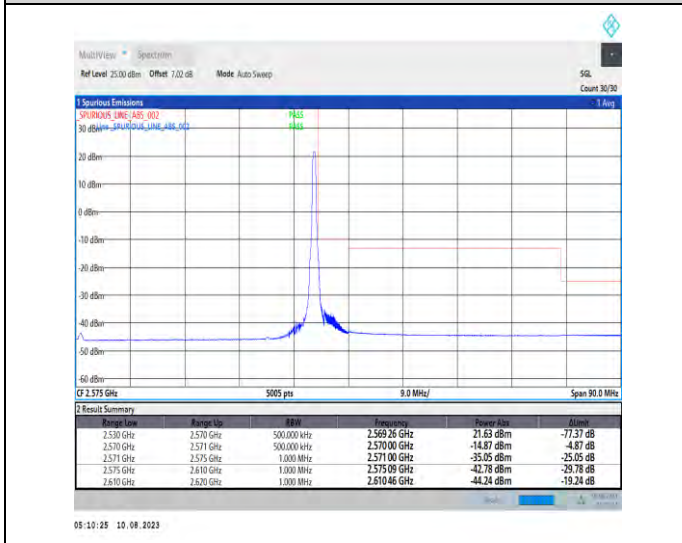 MultiView Spectrum
Ref Level 25.00 dBm Offset 7.02 dB Mode Auto Sweep SGL
Count 30/30
1 Spurious Emissions 1 Avg
_SPURIOUS_LINE_ABS_002 PASS
30 dBm Line _SPURIOUS_LINE_ABS_002 PASS
20 dBm
10 dBm
0 dBm
-10 dBm
-20 dBm
-30 dBm
-40 dBm
-50 dBm
-60 dBm
CF 2.575 GHz 5005 pts 9.0 MHz/ Span 90.0 MHz
2 Result Summary
Range Low Range Up RBW Frequency Power Abs ΔLimit
2.530 GHz 2.570 GHz 500.000 kHz 2.569 26 GHz 21.63 dBm -77.37 dB
2.570 GHz 2.571 GHz 500.000 kHz 2.570 00 GHz -14.87 dBm -4.87 dB
2.571 GHz 2.575 GHz 1.000 MHz 2.571 00 GHz -35.05 dBm -25.05 dB
2.575 GHz 2.610 GHz 1.000 MHz 2.575 09 GHz -42.78 dBm -29.78 dB
2.610 GHz 2.620 GHz 1.000 MHz 2.610 46 GHz -44.24 dBm -19.24 dB
05:10:25 10.08.2023